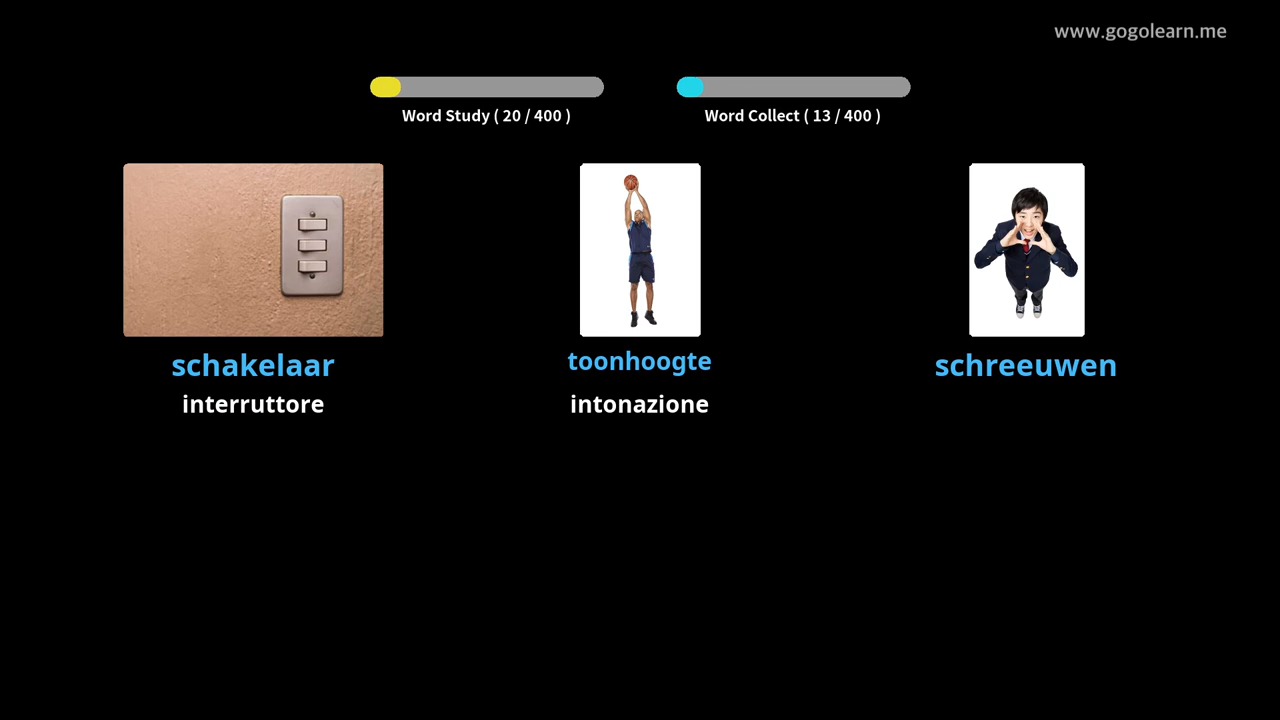 www.gogolearn.me
Word Study ( 20 / 400 )
Word Collect ( 13 / 400 )
schakelaar
toonhoogte
schreeuwen
interruttore
intonazione